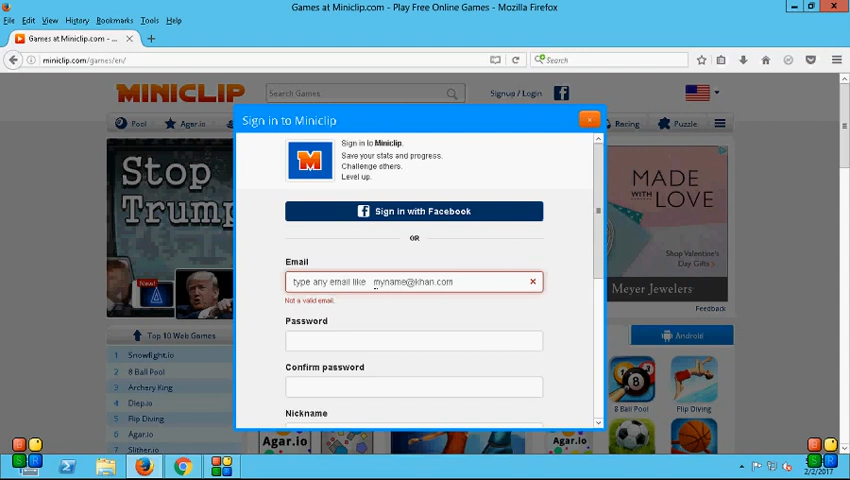 Games at Miniclip.com - Play Free Online Games - Mozilla Firefox
File Edit View History Bookmarks Tools Help
Games at Miniclip.com - ...
miniclip.com/games/en/
Search
MINICLIP
Search Games
Signup / Login
Pool
Agar.io
Racing
Puzzle
Sign in to Miniclip
x
Sign in to Miniclip.
Save your stats and progress.
Challenge others.
Level up.
Sign in with Facebook
OR
Email
type any email like myname@khan.com
Not a valid email.
Password
Confirm password
Nickname
Stop
Trump
New!
MADE
WITH
LOVE
Shop Valentine's
Day Gifts
Meyer Jewelers
Feedback
Top 10 Web Games
1 Snowfight.io
2 8 Ball Pool
3 Archery King
4 Diep.io
5 Flip Diving
6 Agar.io
7 Slither.io
Android
8 Ball Pool
Flip Diving
Agar.io
Agar.io
S R
S R
2/2/2017